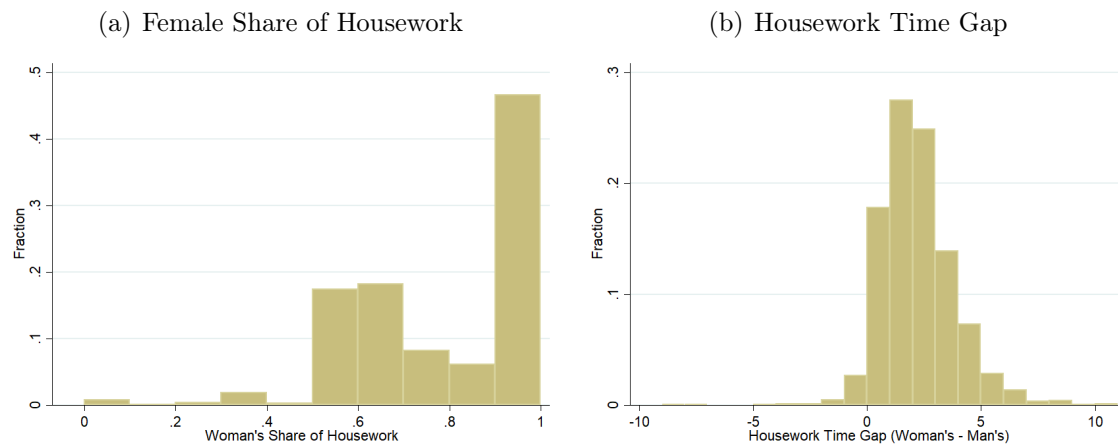 (a) Female Share of Housework
.5
.4
.3
.2
.1
0
Fraction
0 .2 .4 .6 .8 1
Woman's Share of Housework
(b) Housework Time Gap
.3
.2
.1
0
Fraction
-10 -5 0 5 10
Housework Time Gap (Woman's - Man's)